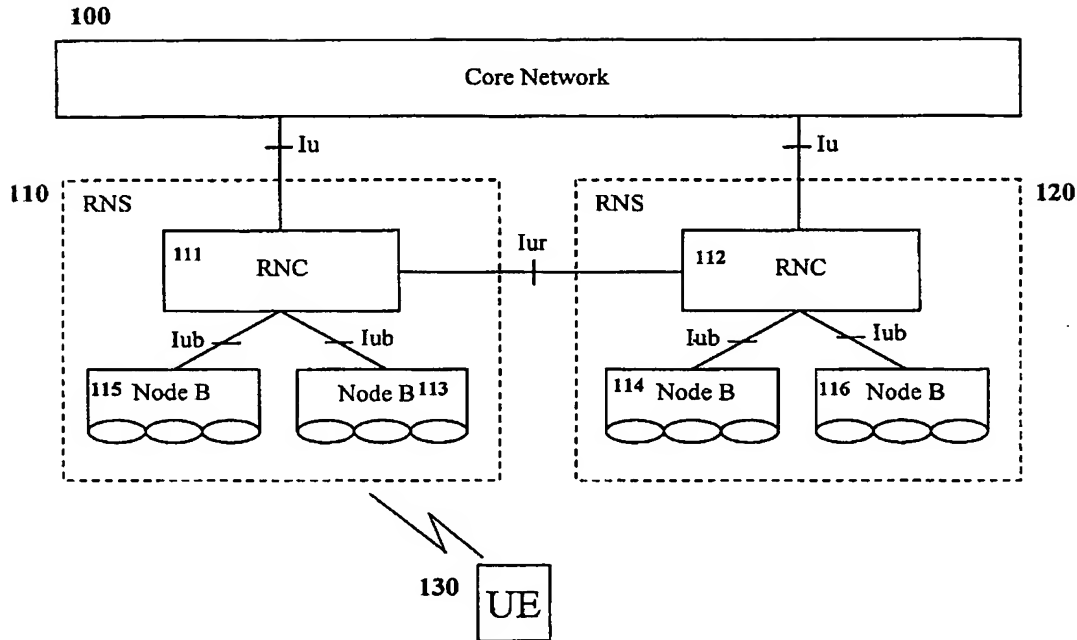 100
Core Network
Iu Iu
110 RNS RNS 120
111 RNC Iur 112 RNC
Iub Iub Iub Iub
115 Node B Node B 113 114 Node B 116 Node B
130 UE